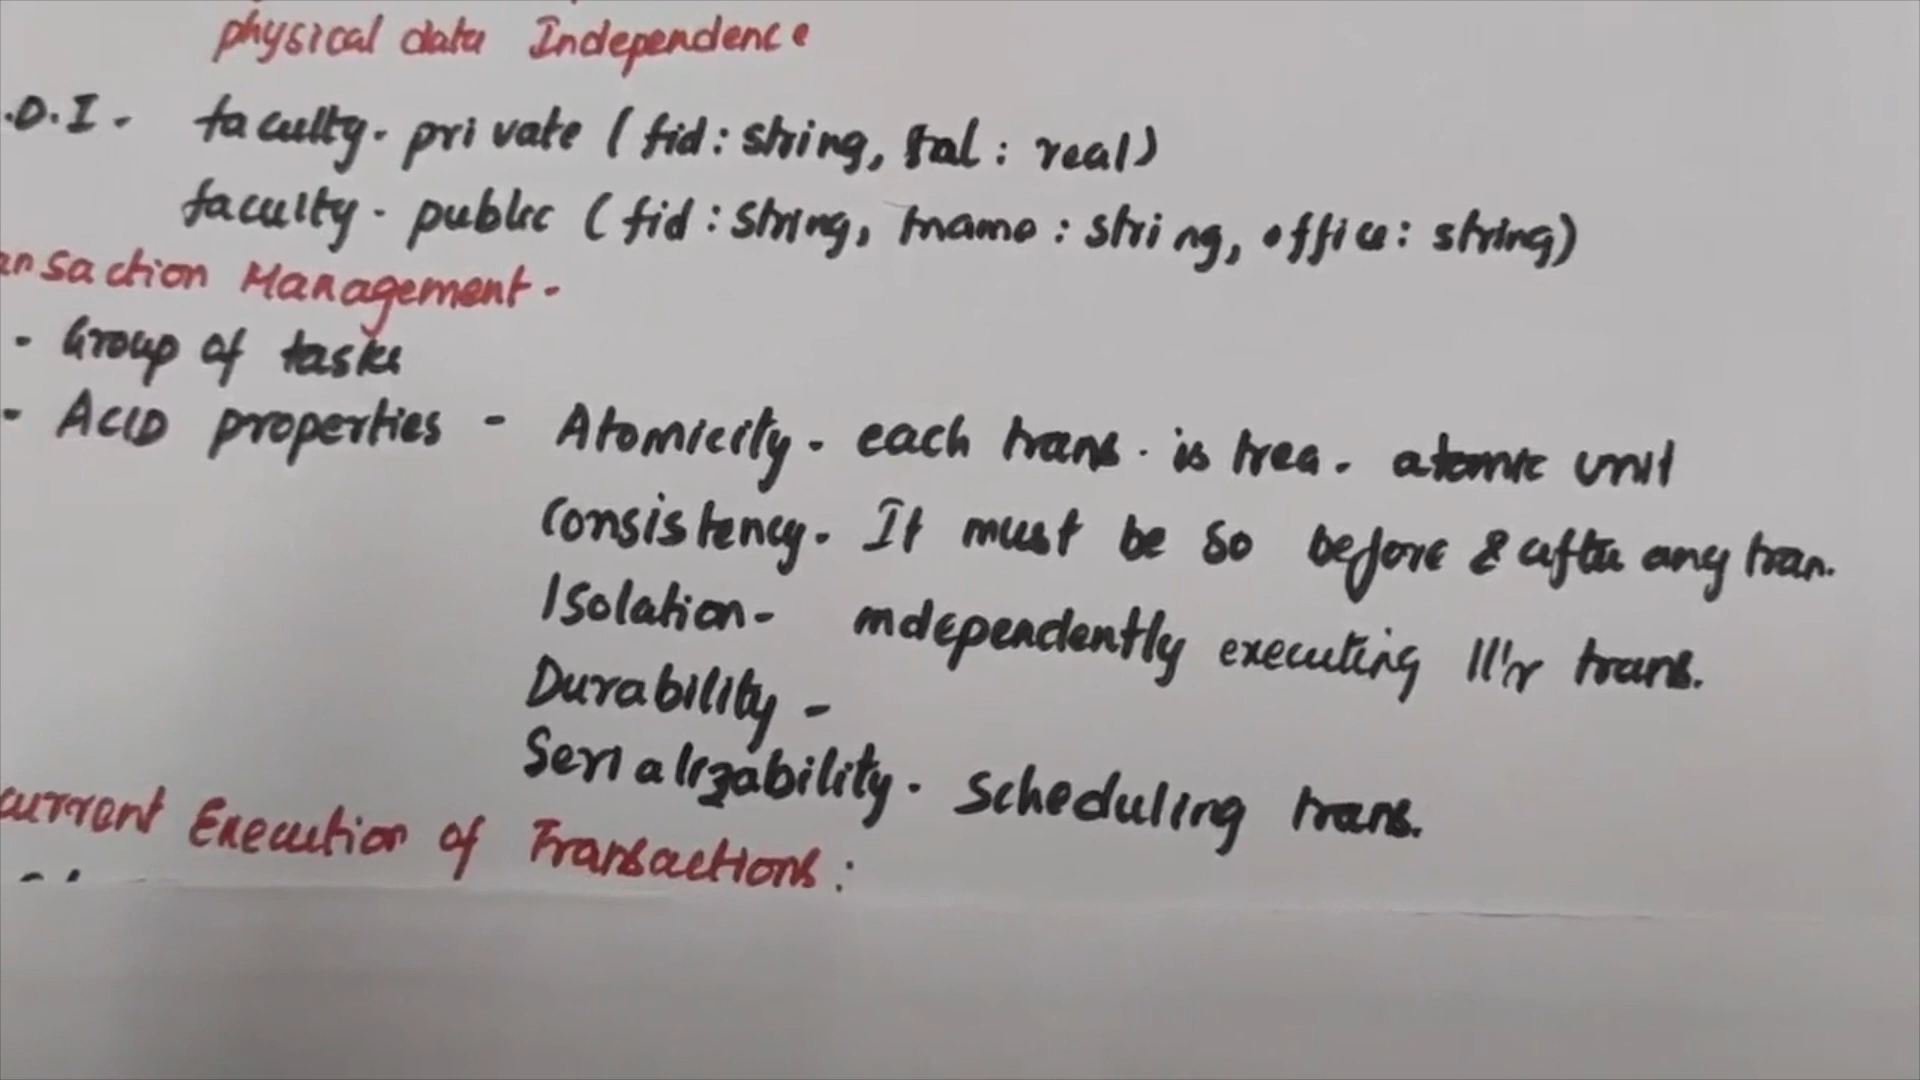 physical data Independence
.D.I. faculty. private (fid: string, sal: real)
faculty. public (fid: string, fname: string, office: string)
ansaction Management -
- Group of tasks
- ACID properties - Atomicity. each trans. is trea. atomic unit
Consistency. It must be so before & after any tran.
Isolation- independently executing ||'r trans.
Durability -
Serializability. Scheduling trans.
current Execution of Transactions: